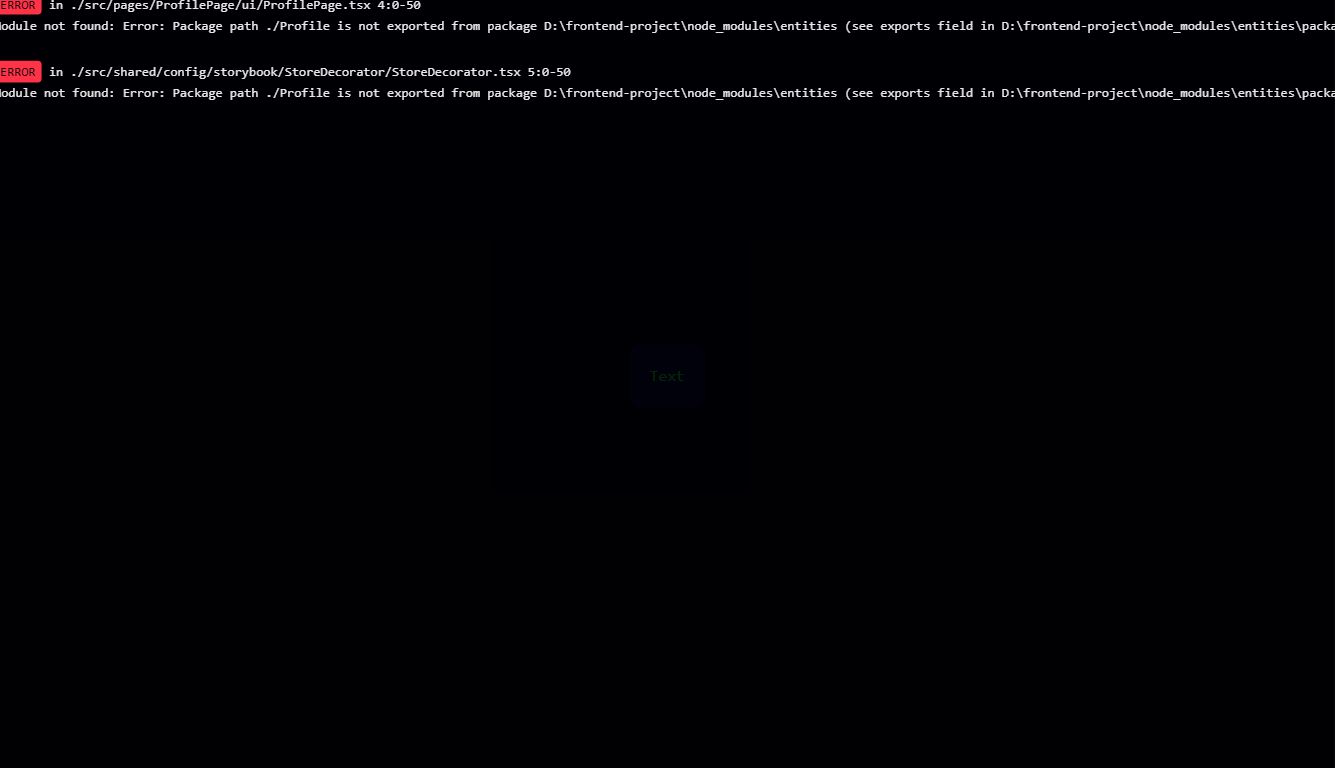 ERROR in ./src/pages/ProfilePage/ui/ProfilePage.tsx 4:0-50
Module not found: Error: Package path ./Profile is not exported from package D:\frontend-project\node_modules\entities (see exports field in D:\frontend-project\node_modules\entities\packa
ERROR in ./src/shared/config/storybook/StoreDecorator/StoreDecorator.tsx 5:0-50
Module not found: Error: Package path ./Profile is not exported from package D:\frontend-project\node_modules\entities (see exports field in D:\frontend-project\node_modules\entities\packa
Text